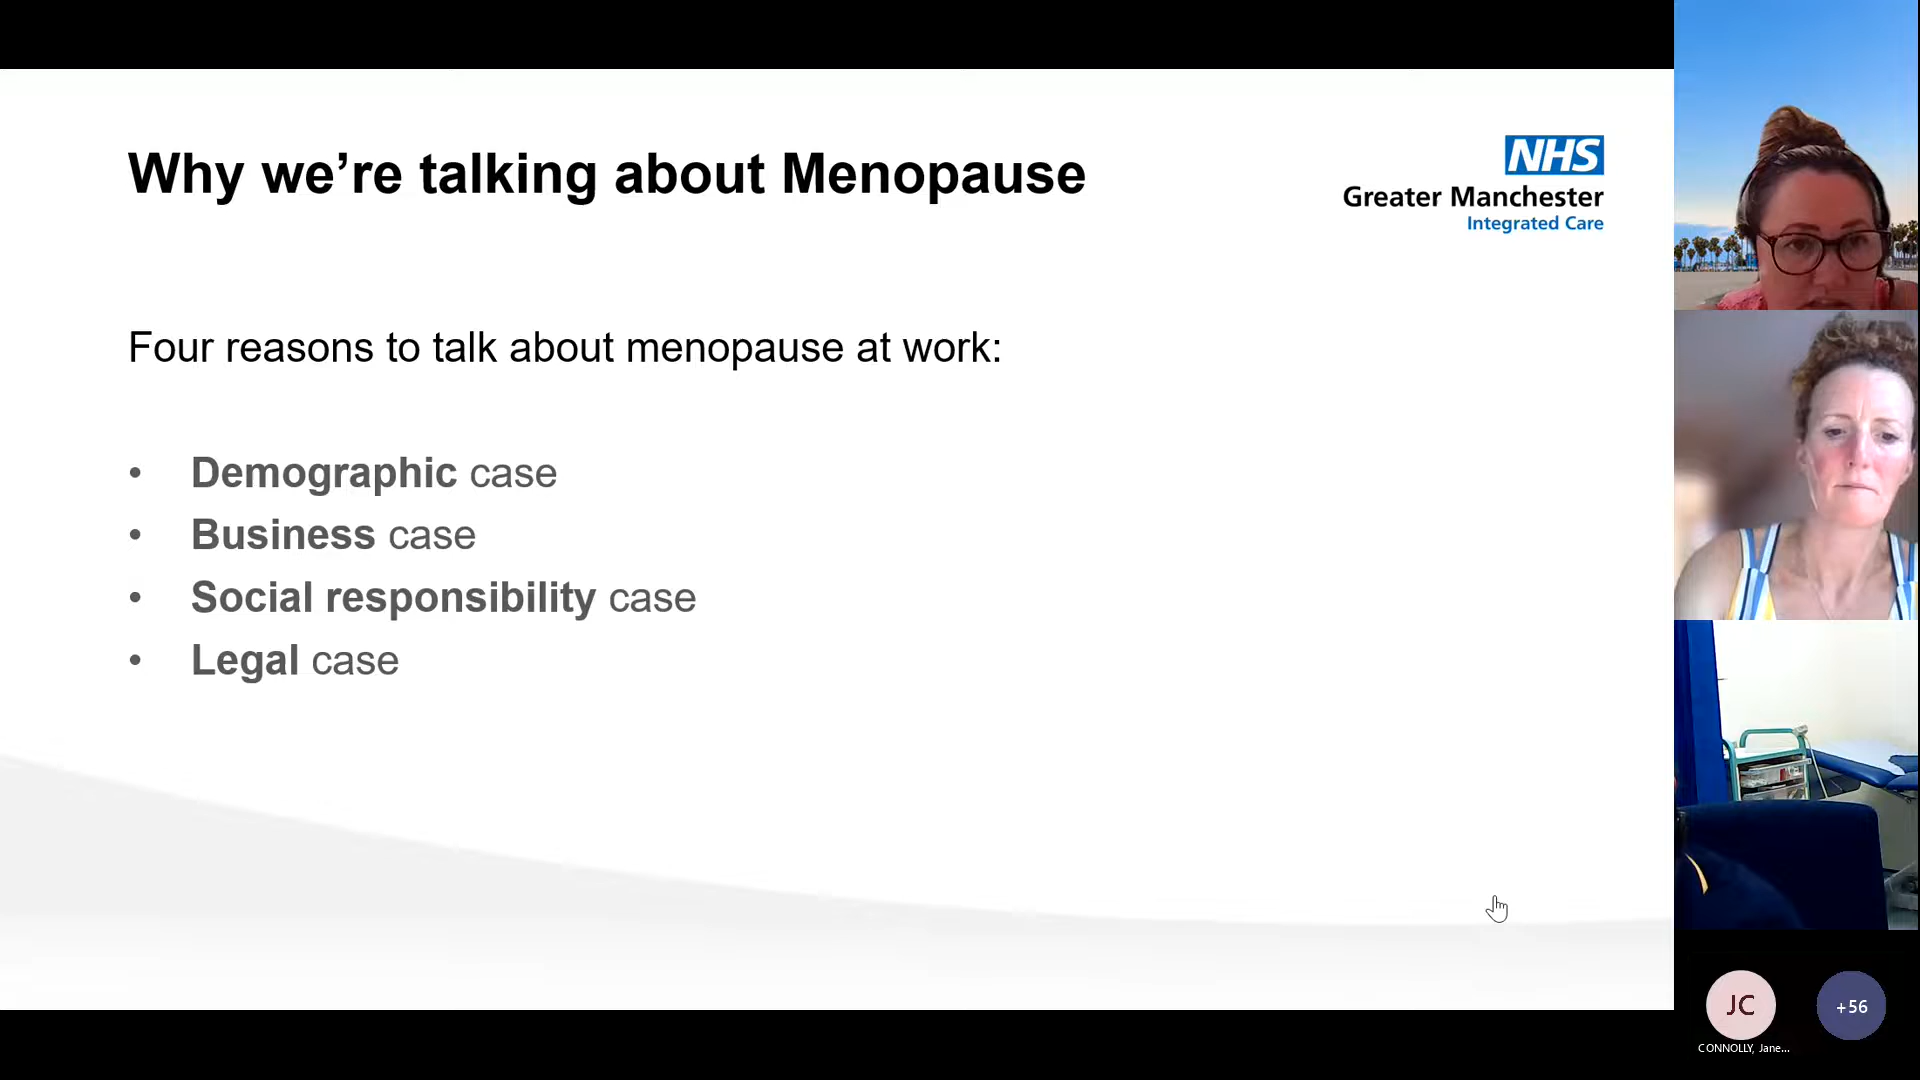 Why we’re talking about Menopause
NHS
Greater Manchester
Integrated Care
Four reasons to talk about menopause at work:
• Demographic case
• Business case
• Social responsibility case
• Legal case
JC
+56
CONNOLLY, Jane...